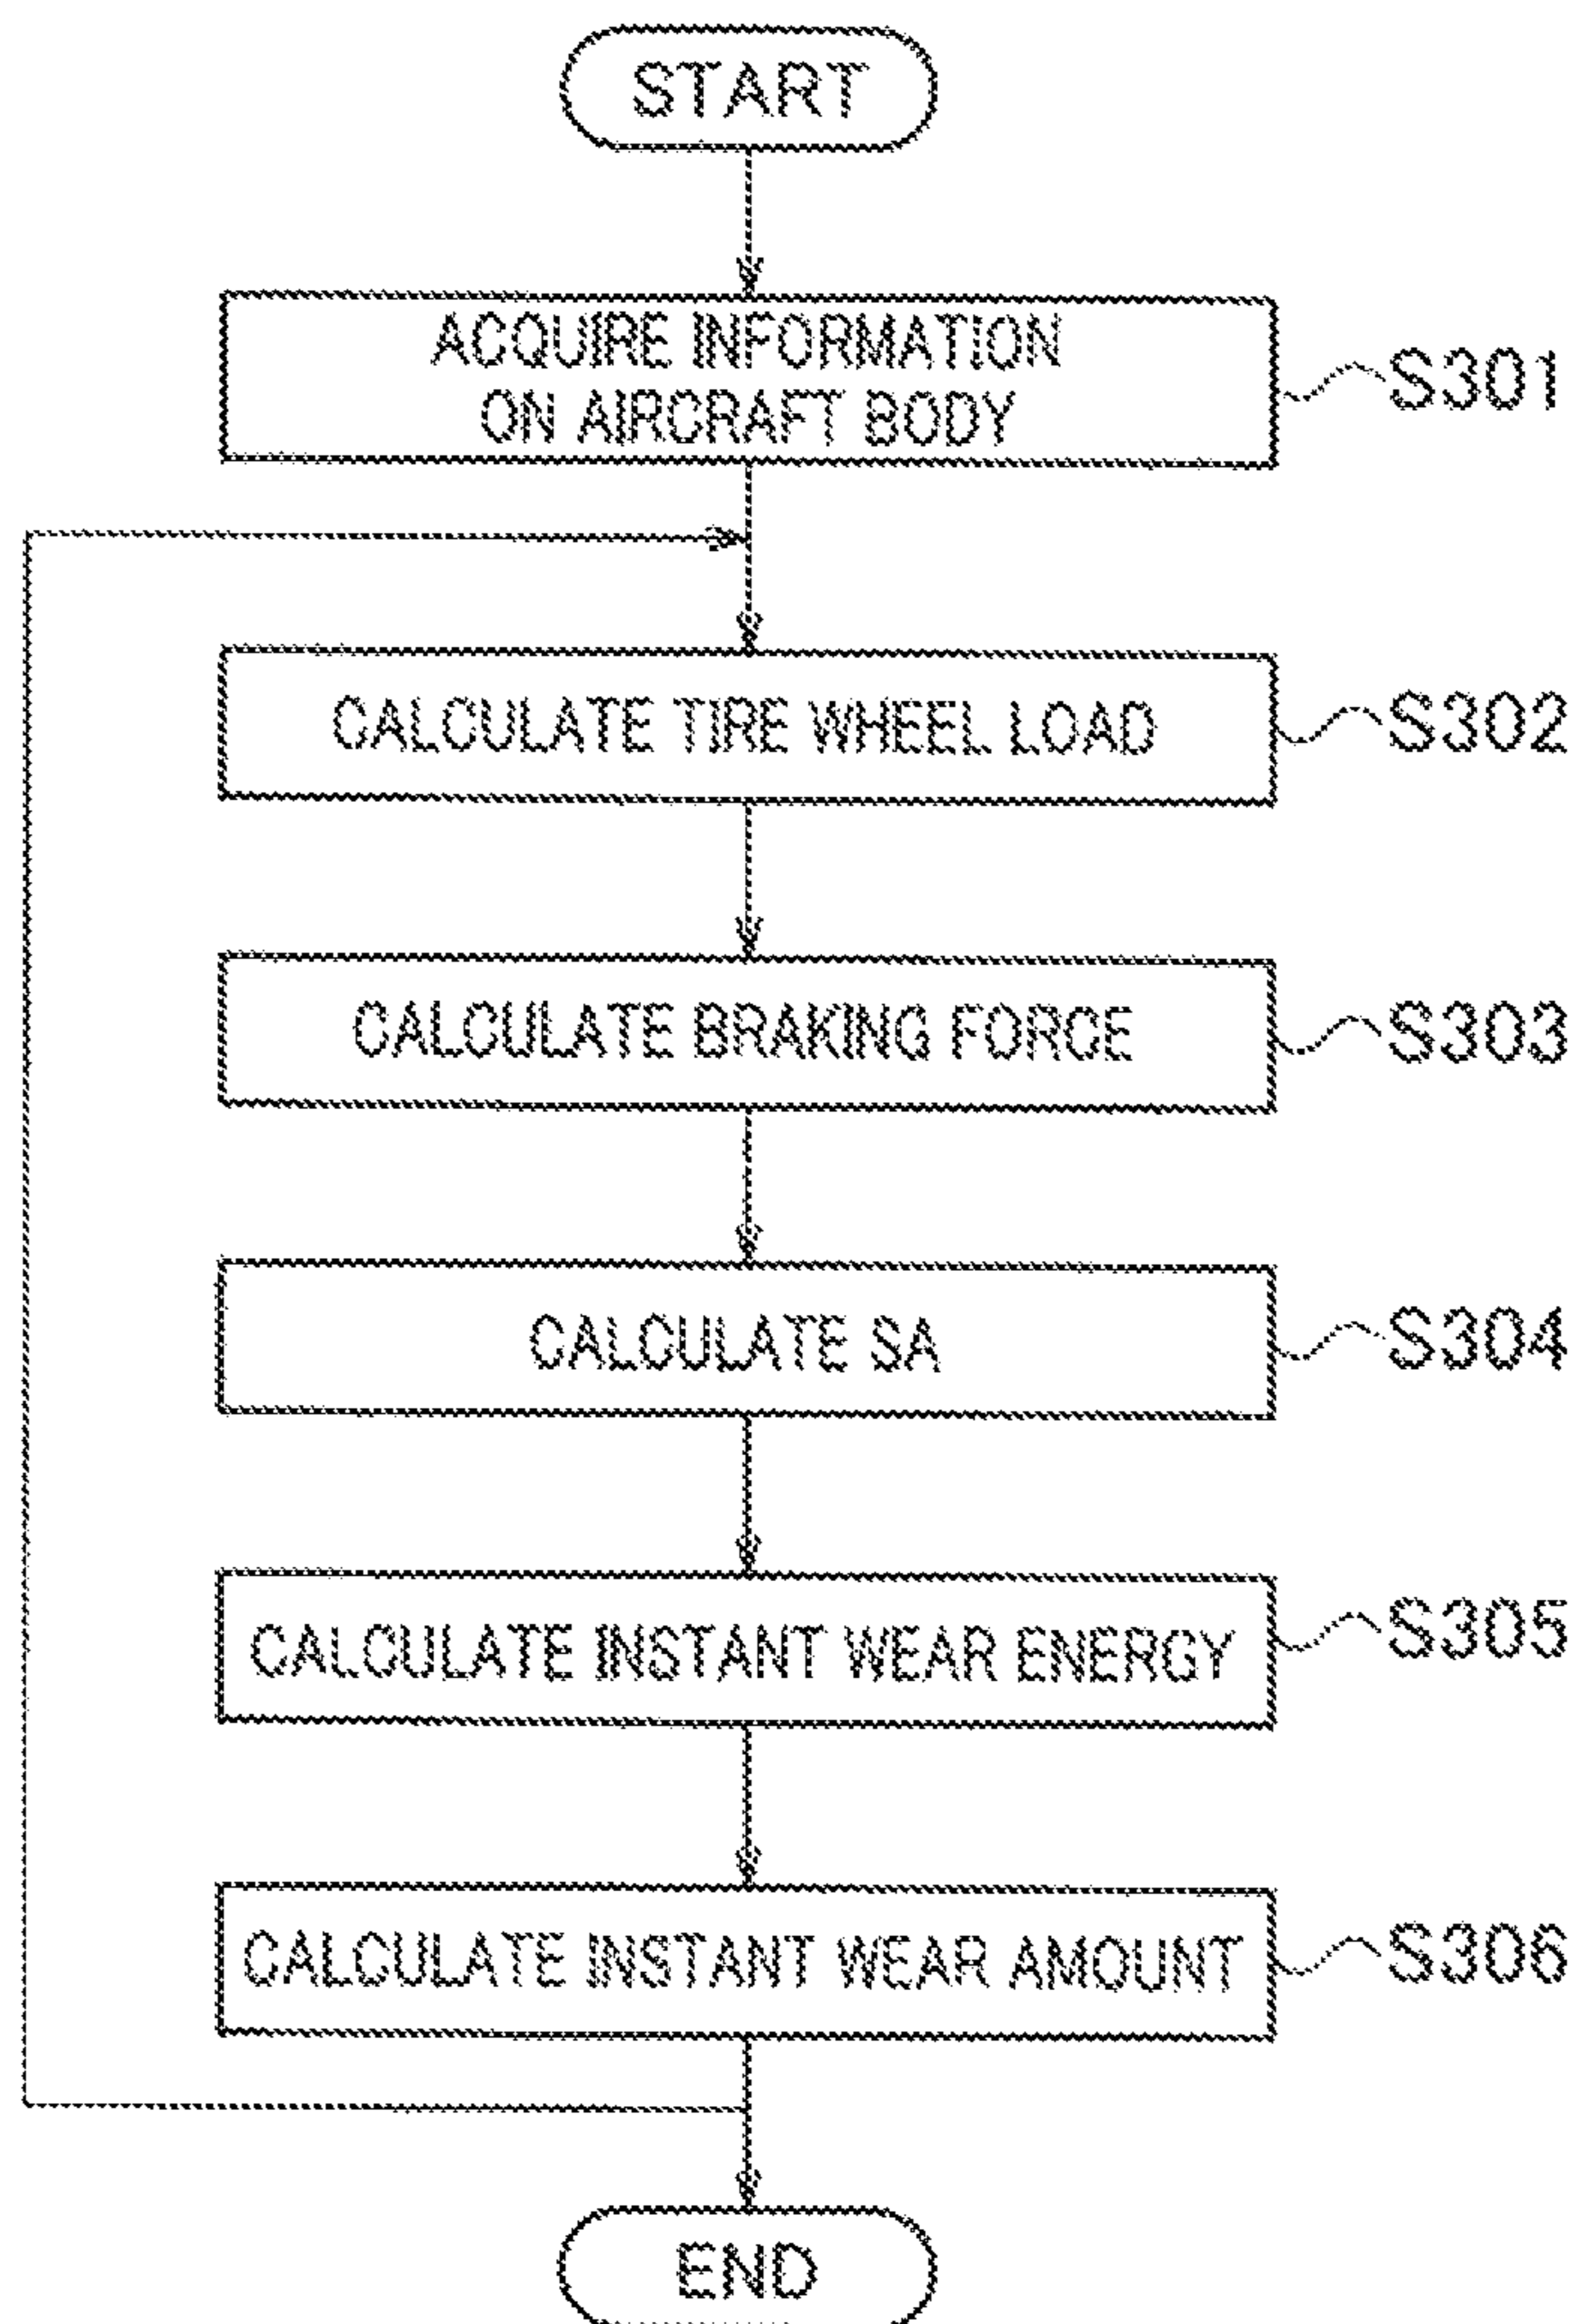 START
ACQUIRE INFORMATION
ON AIRCRAFT BODY
S301
CALCULATE TIRE WHEEL LOAD
S302
CALCULATE BRAKING FORCE
S303
CALCULATE SA
S304
CALCULATE INSTANT WEAR ENERGY
S305
CALCULATE INSTANT WEAR AMOUNT
S306
END